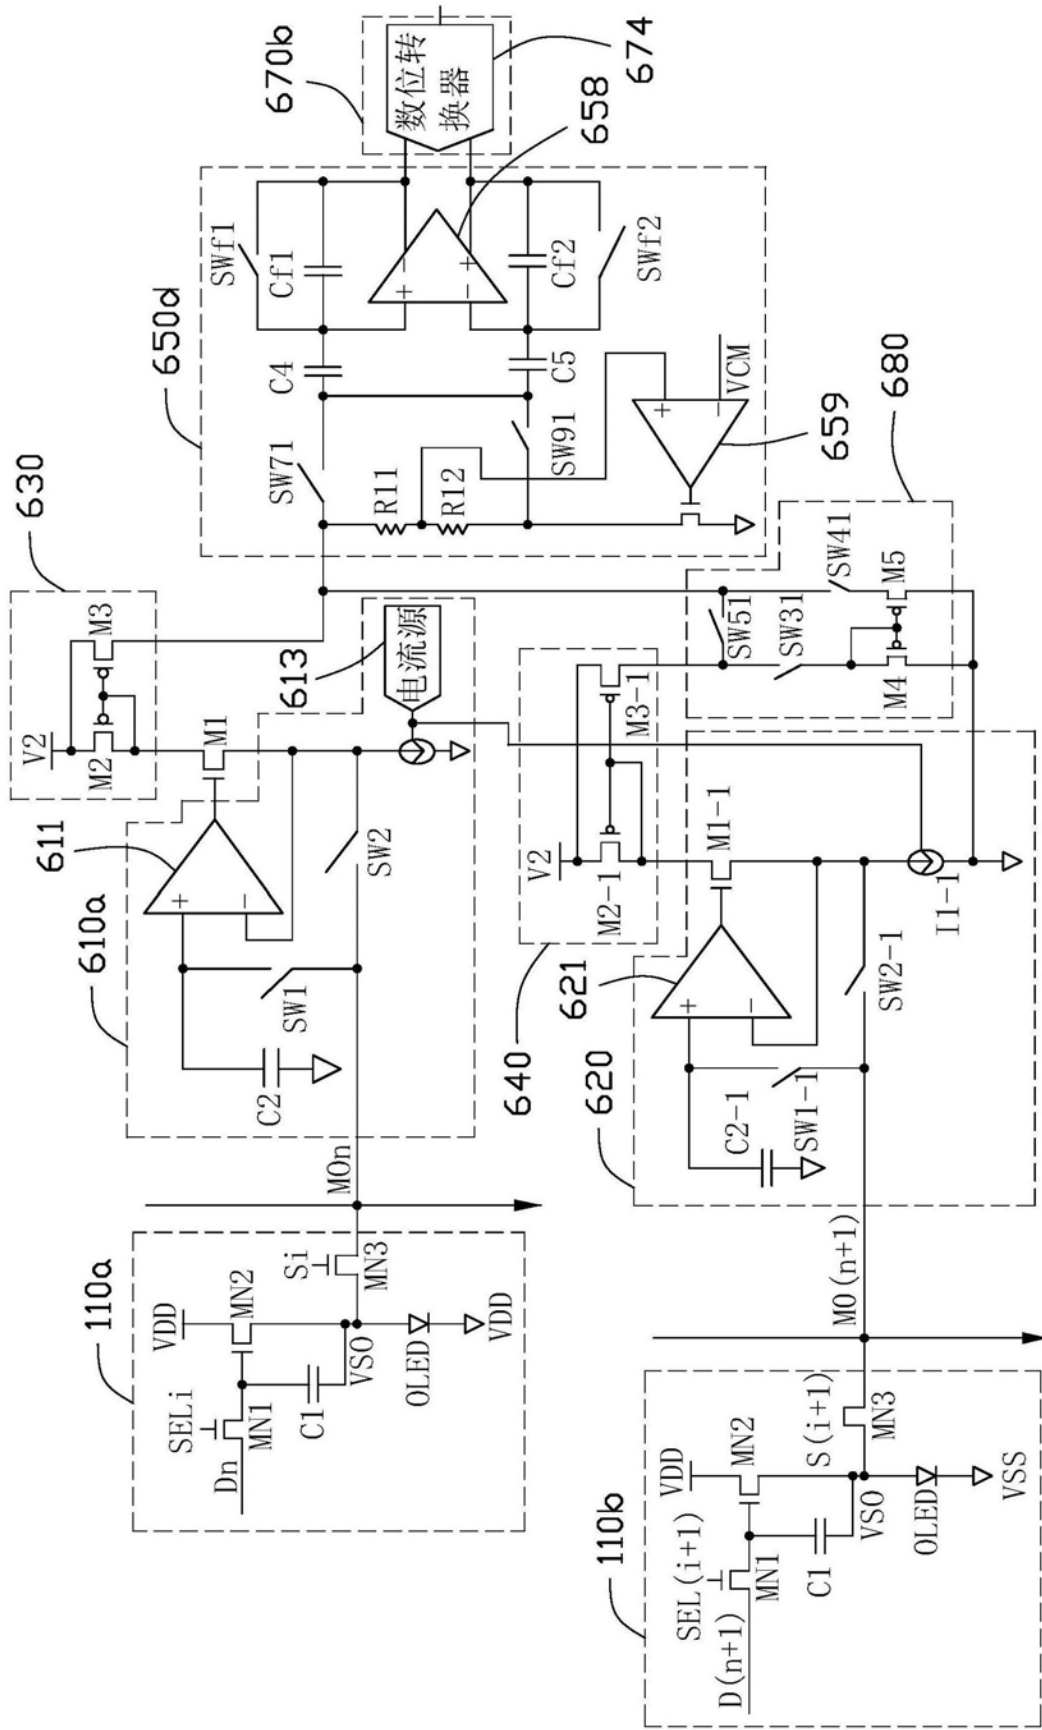 670b
674
数位转
换器
658
650d
SWf1
Cf1
+
−
+
−
Cf2
SWf2
C4
C5
SW71
R11
R12
SW91
+
−
VCM
659
680
630
V2
M2
M3
M1
613
电流源
611
610a
+
−
SW1
SW2
C2
MOn
640
V2
M2-1
M3-1
SW51
SW31
SW41
M4
M5
M1-1
621
620
+
−
C2-1
SW1-1
SW2-1
I1-1
MO(n+1)
110a
SELi
Dn
MN1
VDD
MN2
C1
VSO
Si
MN3
OLED
VDD
110b
SEL(i+1)
D(n+1)
MN1
VDD
MN2
C1
VSO
S(i+1)
MN3
OLED
VSS